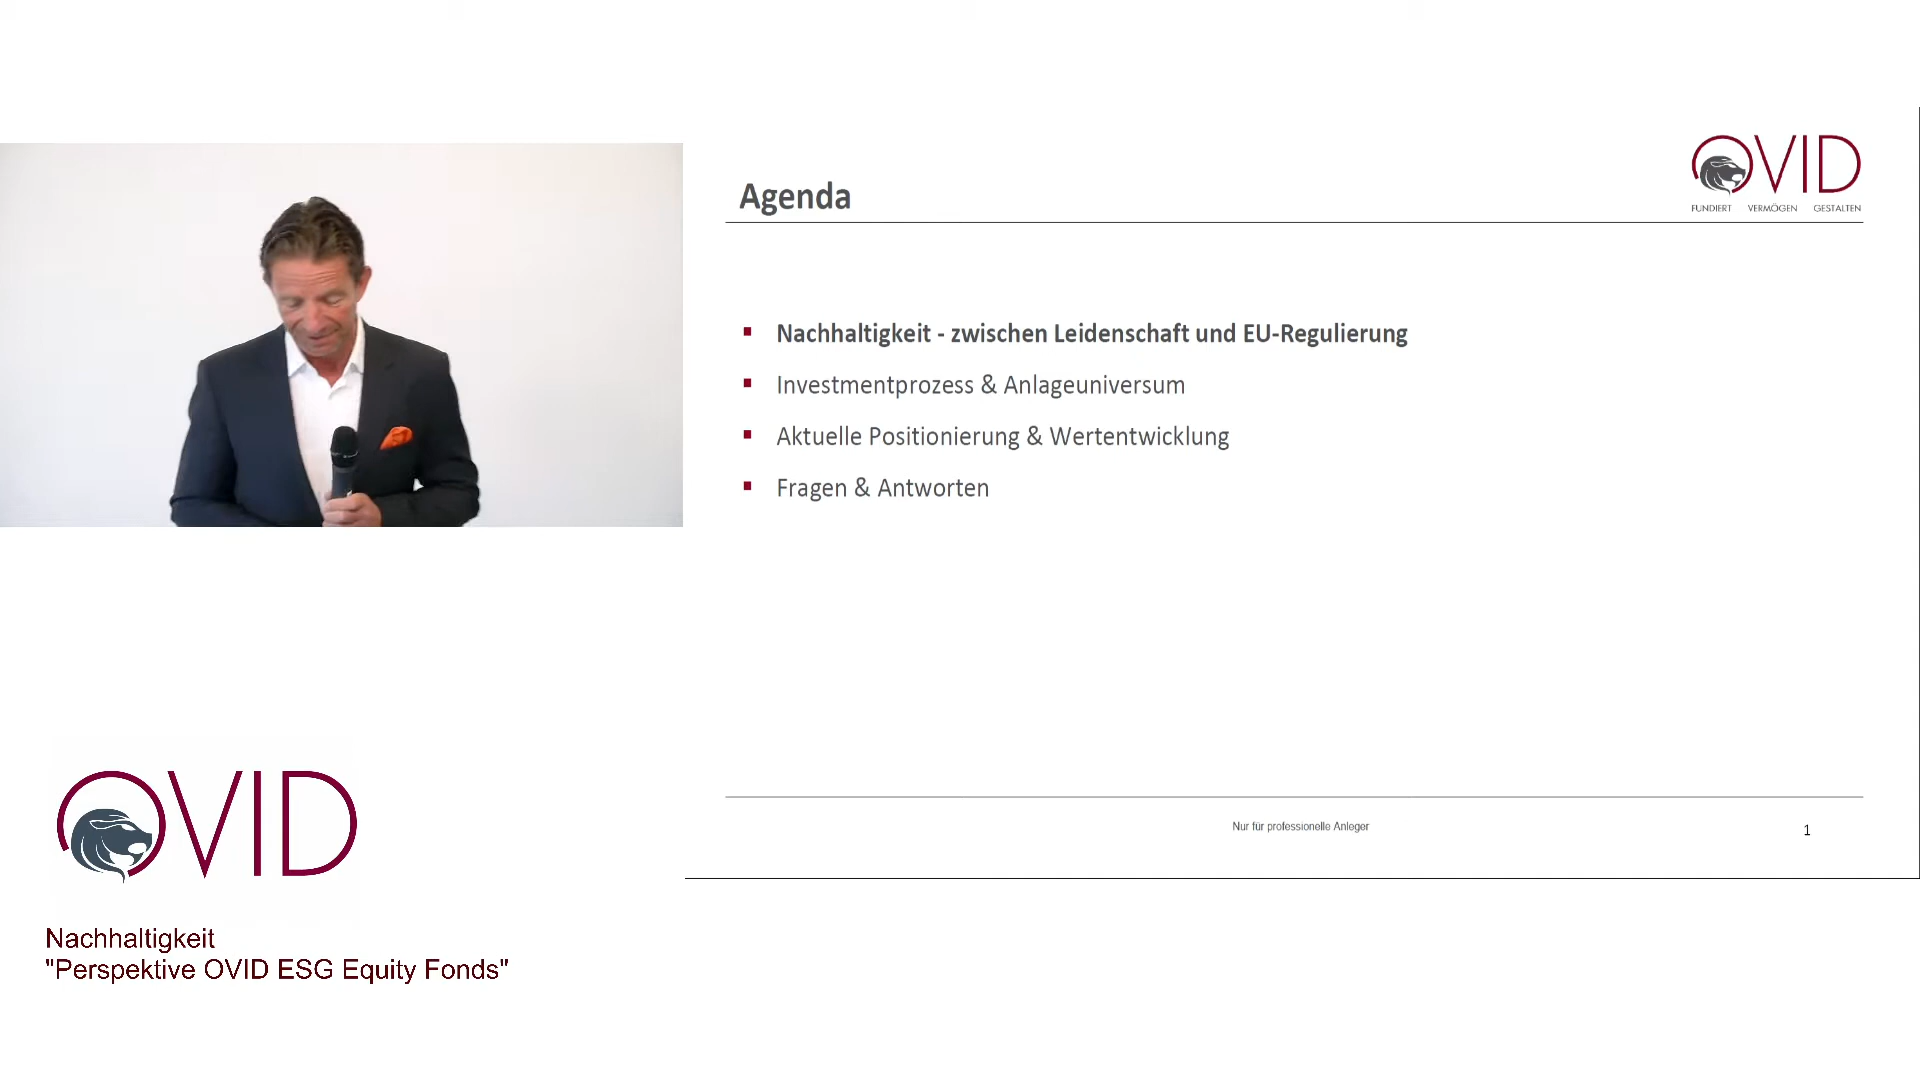 Agenda
OVID
FUNDIERT VERMÖGEN GESTALTEN
Nachhaltigkeit - zwischen Leidenschaft und EU-Regulierung
Investmentprozess & Anlageuniversum
Aktuelle Positionierung & Wertentwicklung
Fragen & Antworten
Nur für professionelle Anleger
1
OVID
Nachhaltigkeit
"Perspektive OVID ESG Equity Fonds"